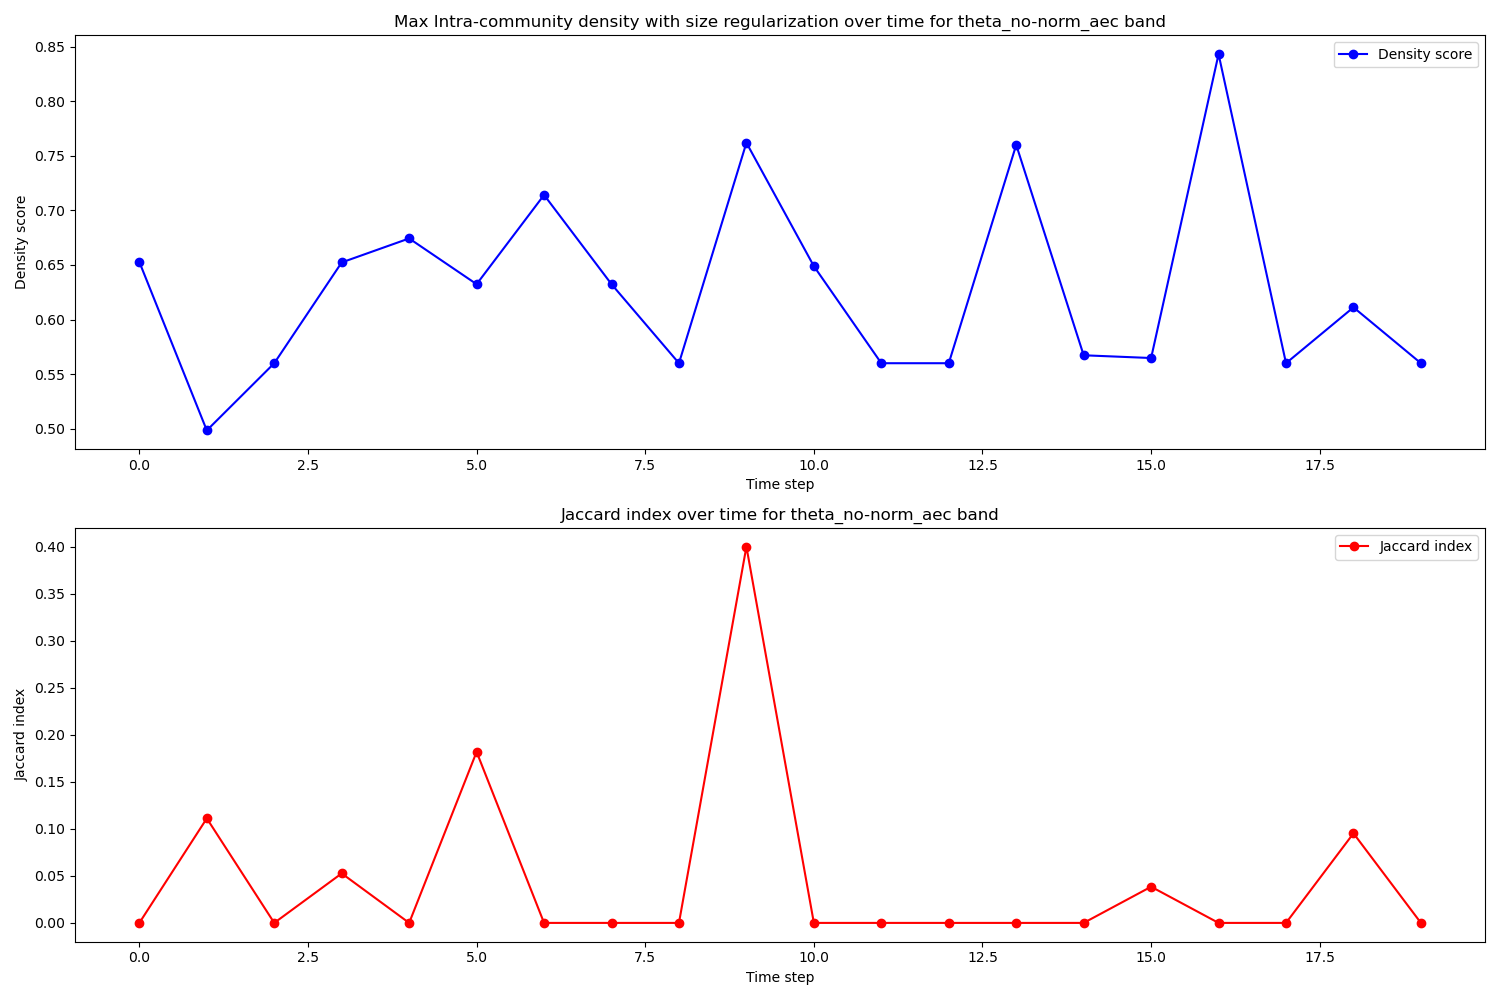 Max Intra-community density with size regularization over time for theta_no-norm_aec band
Density score
0.85
0.80
0.75
0.70
0.65
0.60
0.55
0.50
Density score
0.0 2.5 5.0 7.5 10.0 12.5 15.0 17.5
Time step
Jaccard index over time for theta_no-norm_aec band
Jaccard index
0.40
0.35
0.30
0.25
0.20
0.15
0.10
0.05
0.00
Jaccard index
0.0 2.5 5.0 7.5 10.0 12.5 15.0 17.5
Time step